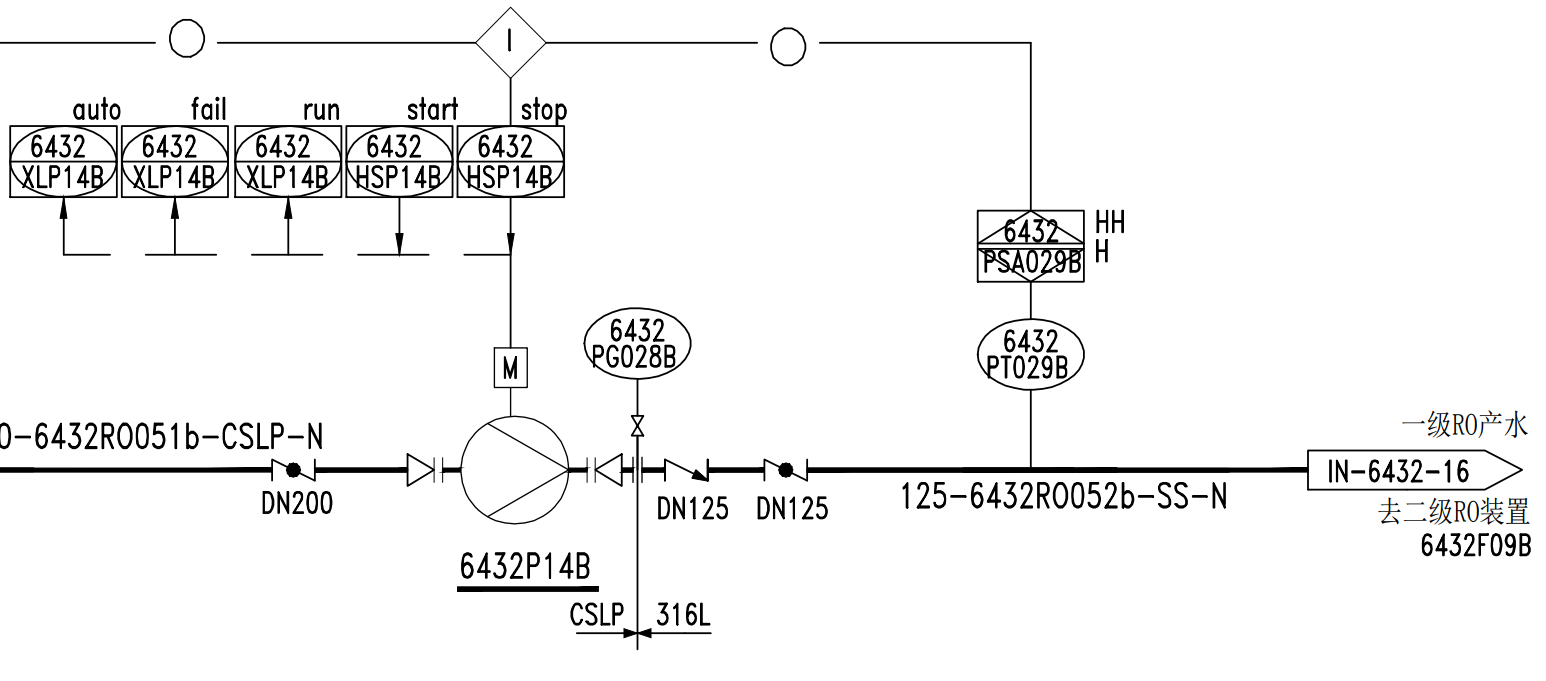 I
auto
fail
run
start
stop
6432
XLP14B
6432
XLP14B
6432
XLP14B
6432
HSP14B
6432
HSP14B
6432
PSA029B
HH
H
6432
PG028B
6432
PT029B
M
0-6432RO051b-CSLP-N
一级RO产水
IN-6432-16
DN200
DN125
DN125
125-6432RO052b-SS-N
去二级RO装置
6432F09B
6432P14B
CSLP
316L